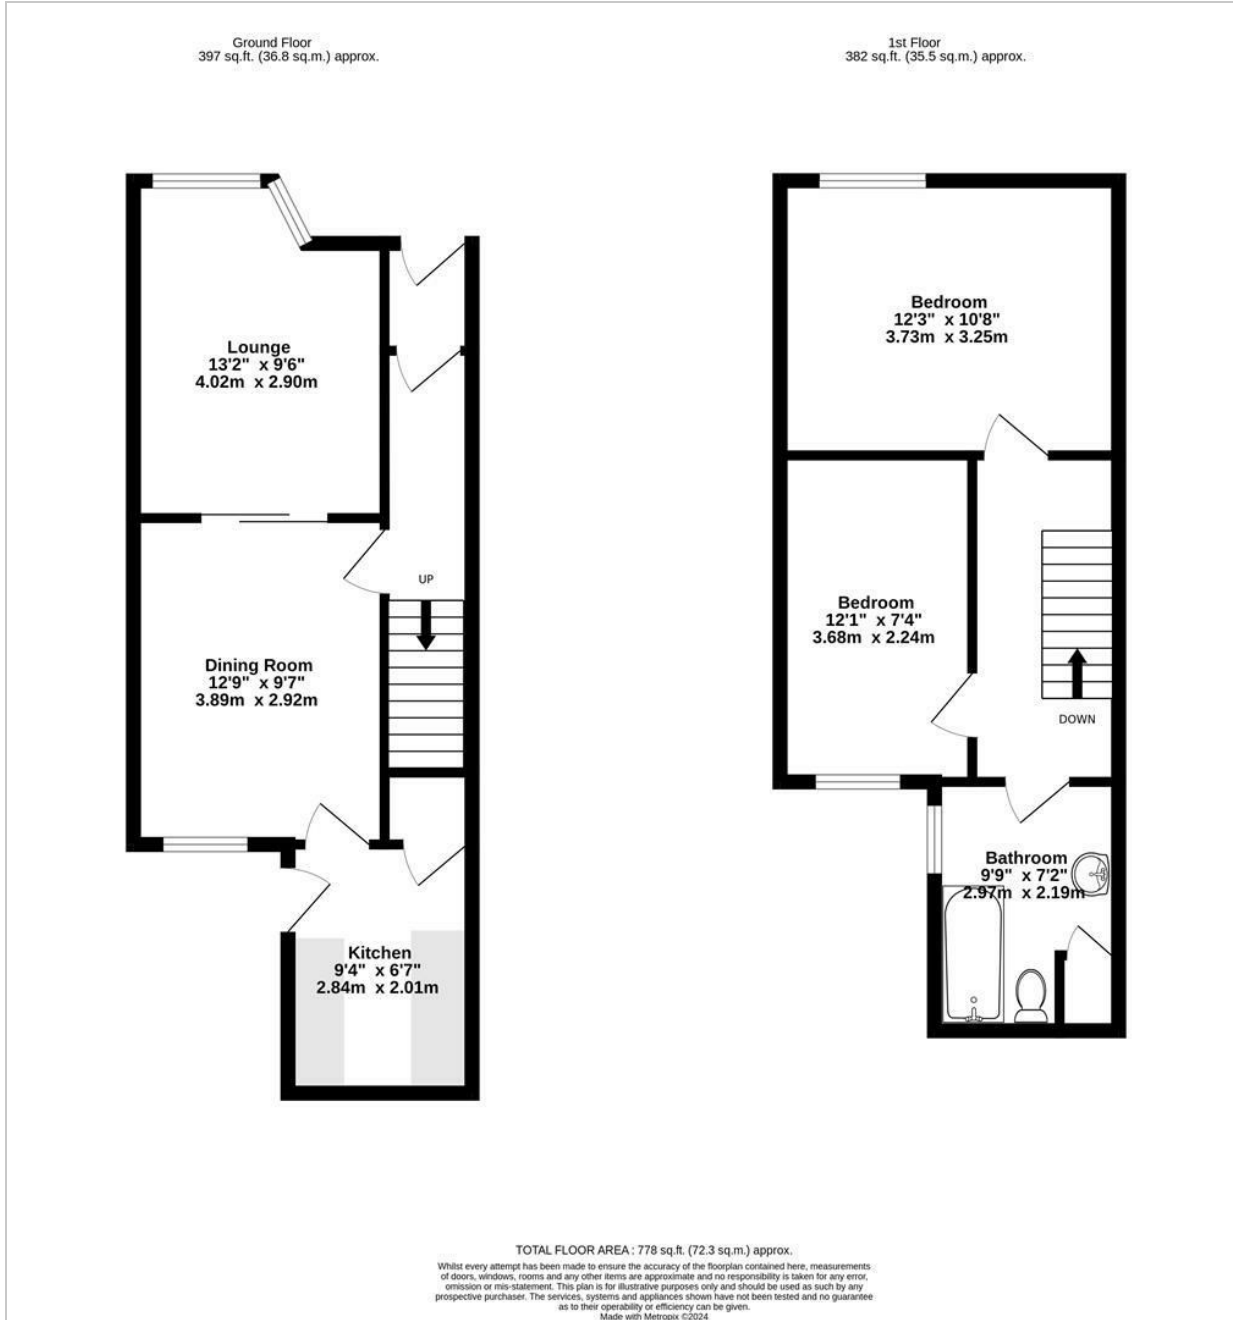 Ground Floor
397 sq.ft. (36.8 sq.m.) approx.
1st Floor
382 sq.ft. (35.5 sq.m.) approx.
Lounge
13'2" x 9'6"
4.02m x 2.90m
UP
Dining Room
12'9" x 9'7"
3.89m x 2.92m
Kitchen
9'4" x 6'7"
2.84m x 2.01m
Bedroom
12'3" x 10'8"
3.73m x 3.25m
Bedroom
12'1" x 7'4"
3.68m x 2.24m
DOWN
Bathroom
9'9" x 7'2"
2.97m x 2.19m
TOTAL FLOOR AREA : 778 sq.ft. (72.3 sq.m.) approx.
Whilst every attempt has been made to ensure the accuracy of the floorplan contained here, measurements
of doors, windows, rooms and any other items are approximate and no responsibility is taken for any error,
omission or mis-statement. This plan is for illustrative purposes only and should be used as such by any
prospective purchaser. The services, systems and appliances shown have not been tested and no guarantee
as to their operability or efficiency can be given.
Made with Metropix ©2024